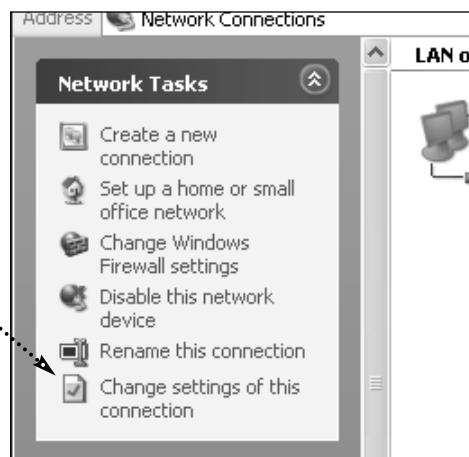 Address Network Connections
LAN o
Network Tasks
Create a new
connection
Set up a home or small
office network
Change Windows
Firewall settings
Disable this network
device
Rename this connection
Change settings of this
connection